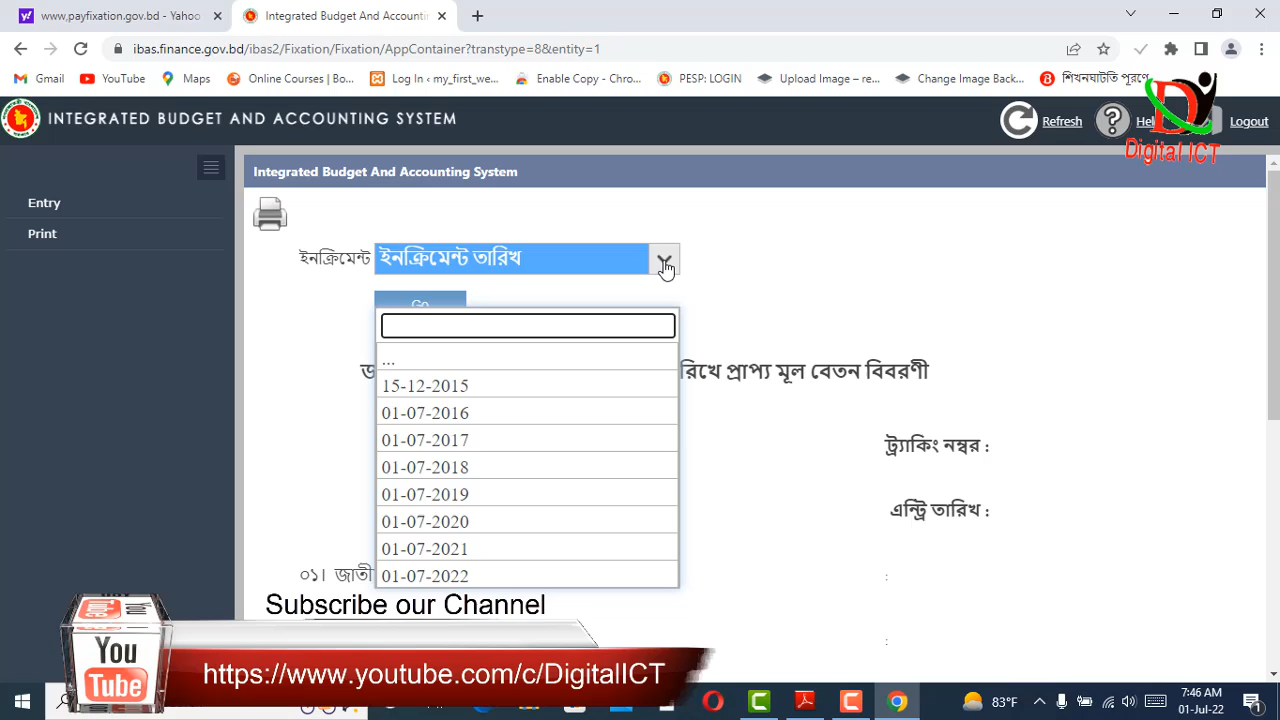 www.payfixation.gov.bd - Yahoo
Integrated Budget and Accounting
ibas.finance.gov.bd/ibas2/Fixation/Fixation/AppContainer?transtype=8&entity=1
Gmail
YouTube
Maps
Online Courses | Bo...
Log In ‹ my_first_we...
Enable Copy - Chro...
PESP: LOGIN
Upload Image – re...
Change Image Back...
শিখনঘাটতি পূরণে
INTEGRATED BUDGET AND ACCOUNTING SYSTEM
Refresh
Logout
Digital ICT
Entry
Print
Integrated Budget And Accounting System
ইনক্রিমেন্ট
ইনক্রিমেন্ট তারিখ
Go
...
15-12-2015
01-07-2016
01-07-2017
01-07-2018
01-07-2019
01-07-2020
01-07-2021
01-07-2022
প্রাপ্য মূল বেতন বিবরণী
ট্র্যাকিং নম্বর :
এন্ট্রি তারিখ :
০১। জাতী
:
:
Subscribe our Channel
You
Tube
https://www.youtube.com/c/DigitalICT
83°F
7:46 AM
01-Jul-22